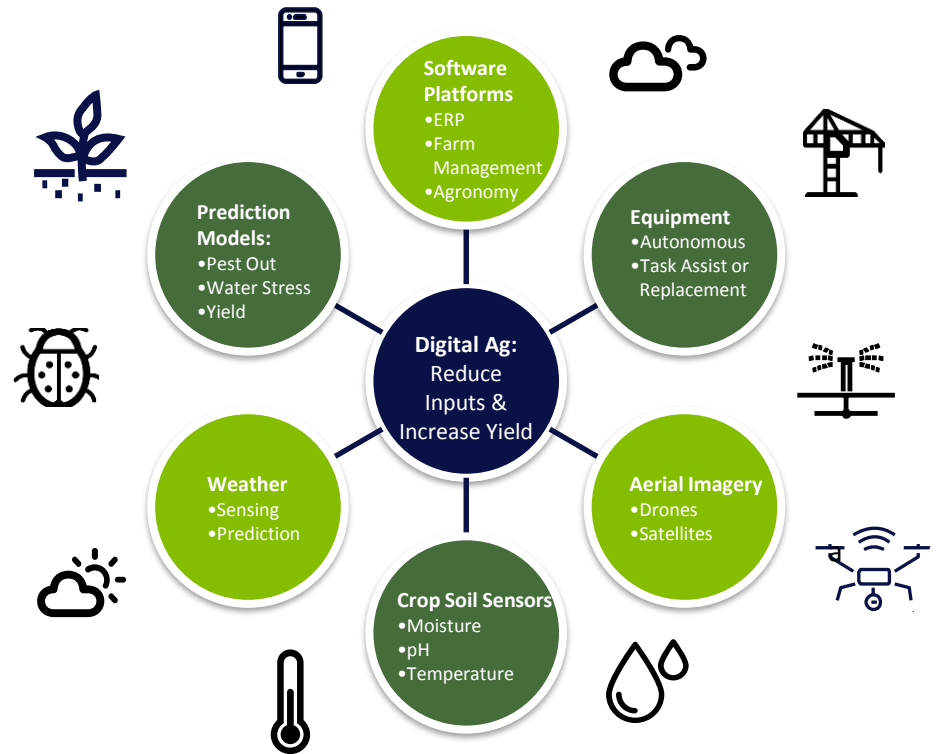 Software
Platforms
•ERP
•Farm
Management
•Agronomy
Prediction
Models:
•Pest Out
•Water Stress
•Yield
Equipment
•Autonomous
•Task Assist or
Replacement
Digital Ag:
Reduce
Inputs &
Increase Yield
Weather
•Sensing
•Prediction
Aerial Imagery
•Drones
•Satellites
Crop Soil Sensors
•Moisture
•pH
•Temperature